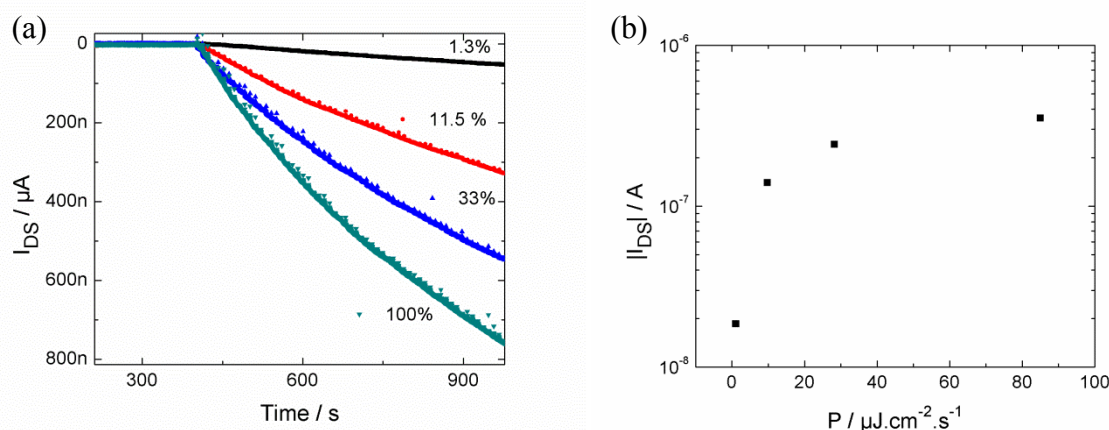 (a)
I_DS / µA
0
200n
400n
600n
800n
1.3%
11.5 %
33%
100%
300
600
900
Time / s
(b)
|I_DS| / A
10⁻⁶
10⁻⁷
10⁻⁸
0
20
40
60
80
100
P / µJ.cm⁻².s⁻¹